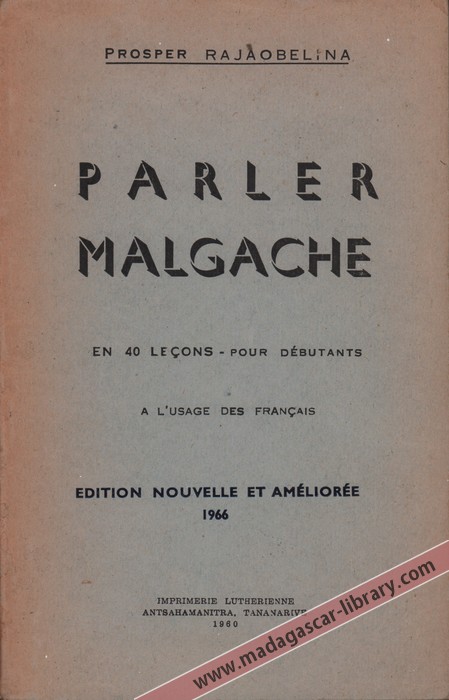 PROSPER RAJAOBELINA
PARLER
MALGACHE
EN 40 LEÇONS - POUR DÉBUTANTS
A L'USAGE DES FRANÇAIS
EDITION NOUVELLE ET AMÉLIORÉE
1966
IMPRIMERIE LUTHERIENNE
ANTSAHAMANITRA, TANANARIVE
1960
www.madagascar-library.com